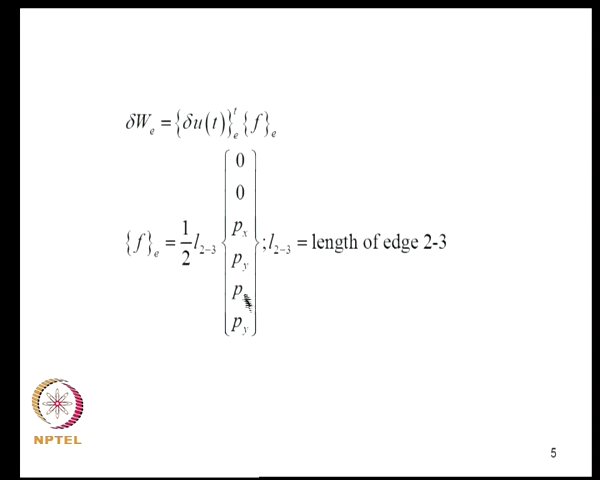 δW_e = {δu(t)}_e^t {f}_e
{f}_e = 1/2 l_{2-3} {0 0 p_x p_y p p_y} ; l_{2-3} = length of edge 2-3
NPTEL
5